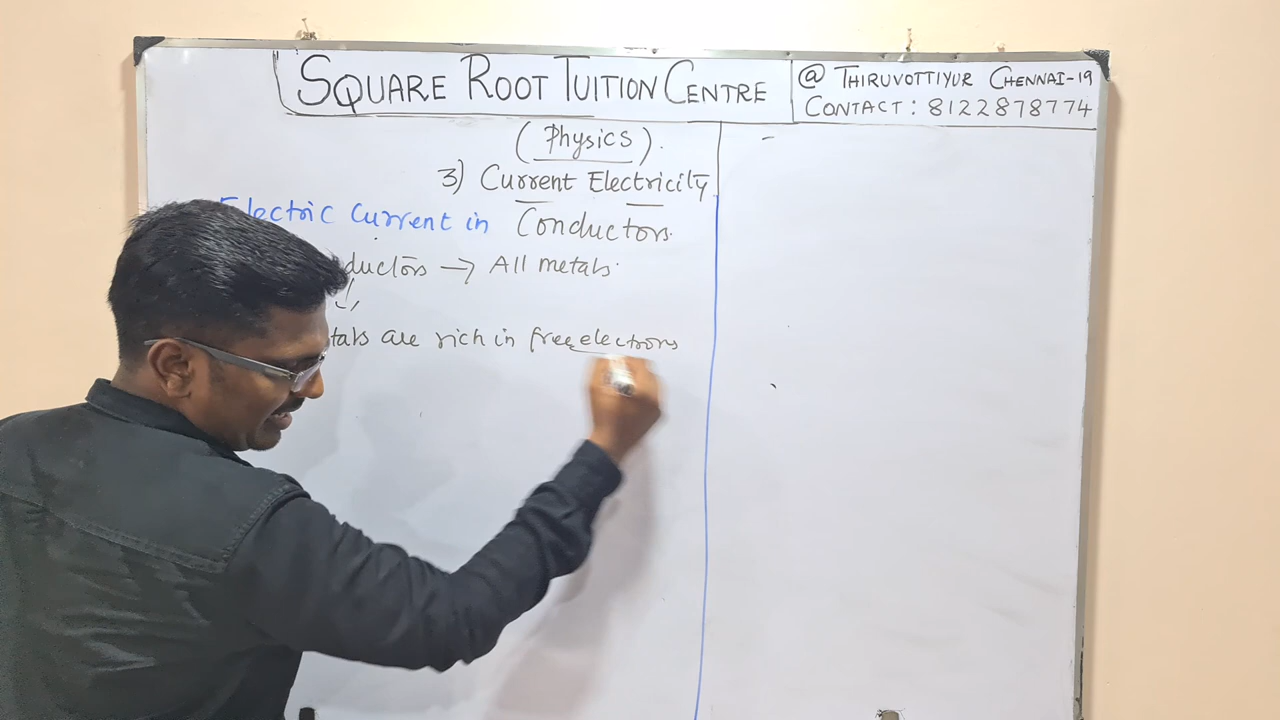 SQUARE ROOT TUITION CENTRE
@ THIRUVOTTIYUR CHENNAI-19
CONTACT : 8122878774
(Physics).
3) Current Electricity
Electric Current in Conductors.
ductors → All metals.
tals are rich in free electrons